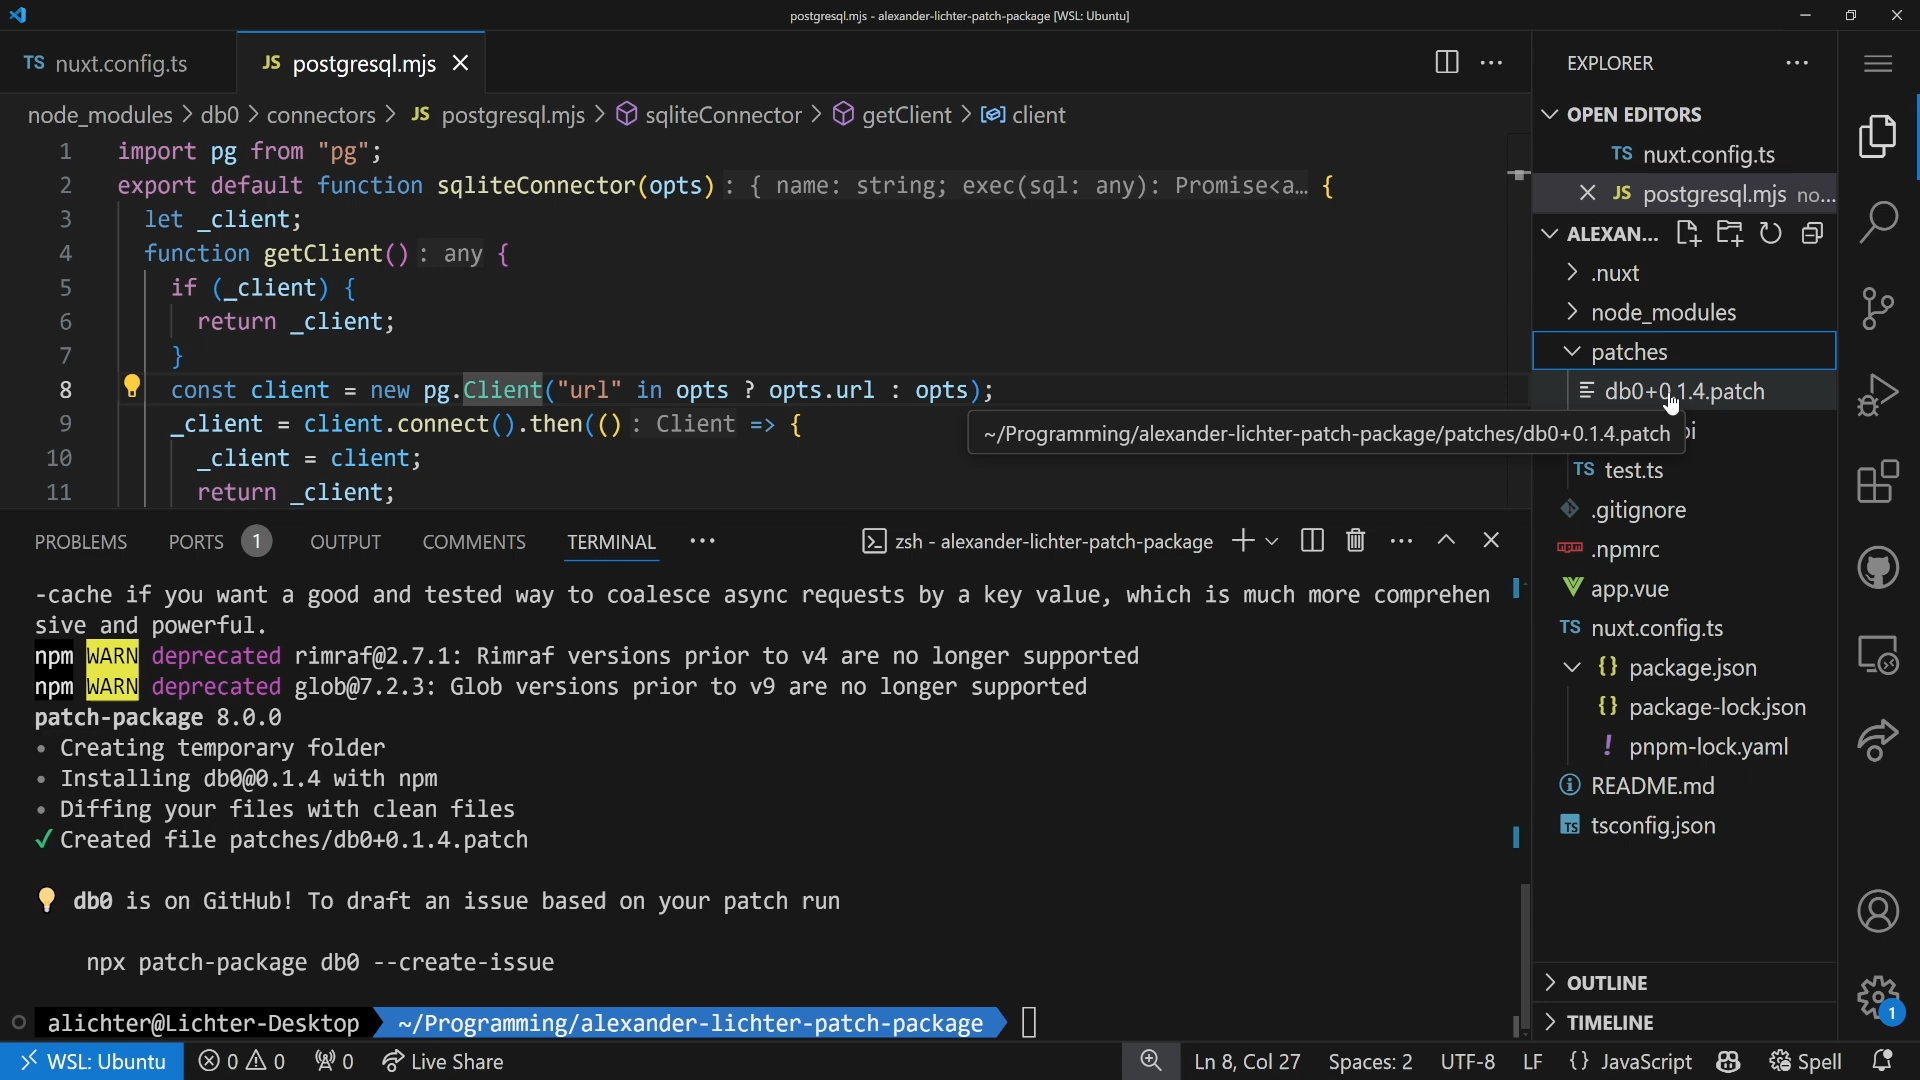 postgresql.mjs - alexander-lichter-patch-package [WSL: Ubuntu]
TS nuxt.config.ts
JS postgresql.mjs
node_modules > db0 > connectors > JS postgresql.mjs > sqliteConnector > getClient > client
1 import pg from "pg";
2 export default function sqliteConnector(opts): { name: string; exec(sql: any): Promise<a… {
3 let _client;
4 function getClient(): any {
5 if (_client) {
6 return _client;
7 }
8 const client = new pg.Client("url" in opts ? opts.url : opts);
9 _client = client.connect().then((): Client => {
10 _client = client;
11 return _client;
PROBLEMS PORTS 1 OUTPUT COMMENTS TERMINAL
zsh - alexander-lichter-patch-package
-cache if you want a good and tested way to coalesce async requests by a key value, which is much more comprehen
sive and powerful.
npm WARN deprecated rimraf@2.7.1: Rimraf versions prior to v4 are no longer supported
npm WARN deprecated glob@7.2.3: Glob versions prior to v9 are no longer supported
patch-package 8.0.0
• Creating temporary folder
• Installing db0@0.1.4 with npm
• Diffing your files with clean files
✓ Created file patches/db0+0.1.4.patch
db0 is on GitHub! To draft an issue based on your patch run
npx patch-package db0 --create-issue
alichter@Lichter-Desktop ~/Programming/alexander-lichter-patch-package
EXPLORER
OPEN EDITORS
TS nuxt.config.ts
JS postgresql.mjs no...
ALEXAN...
.nuxt
node_modules
patches
db0+0.1.4.patch
~/Programming/alexander-lichter-patch-package/patches/db0+0.1.4.patch
TS test.ts
.gitignore
npm .npmrc
app.vue
TS nuxt.config.ts
{} package.json
{} package-lock.json
! pnpm-lock.yaml
README.md
TS tsconfig.json
OUTLINE
TIMELINE
1
WSL: Ubuntu
0 0
0
Live Share
Ln 8, Col 27
Spaces: 2
UTF-8
LF
{} JavaScript
Spell